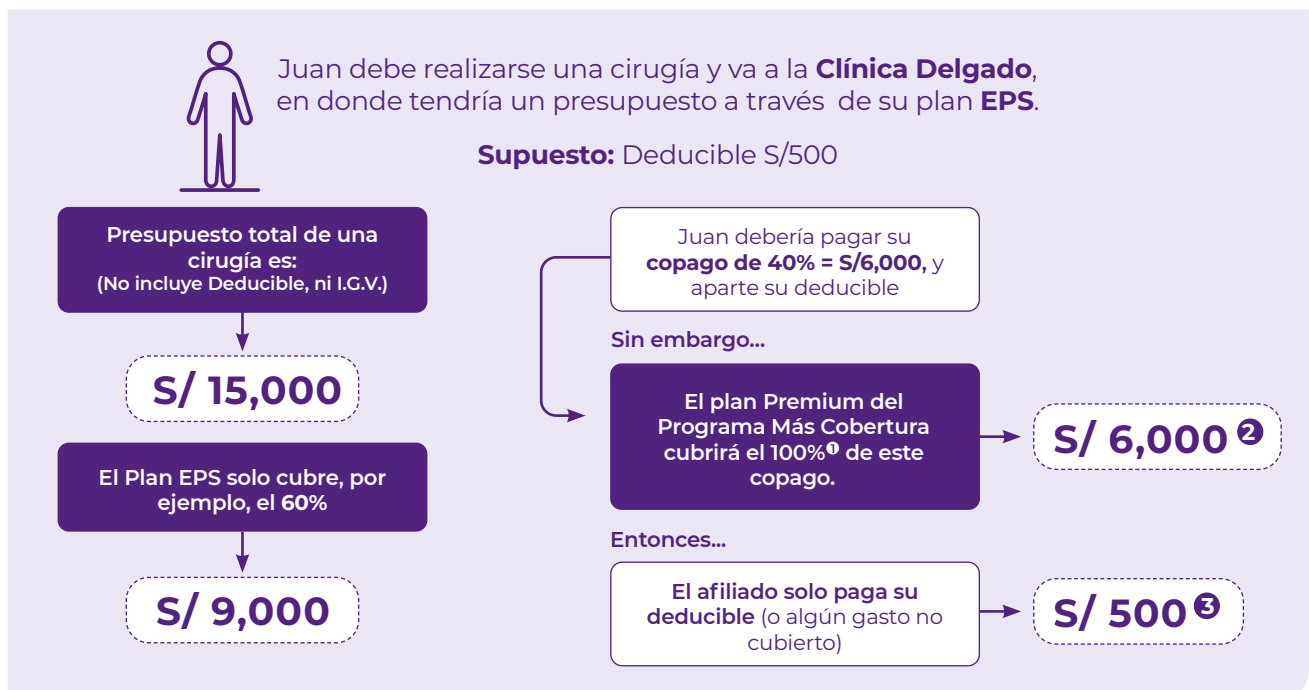 Juan debe realizarse una cirugía y va a la Clínica Delgado,
en donde tendría un presupuesto a través de su plan EPS.
Supuesto: Deducible S/500
Presupuesto total de una
cirugía es:
(No incluye Deducible, ni I.G.V.)
S/ 15,000
El Plan EPS solo cubre, por
ejemplo, el 60%
S/ 9,000
Juan debería pagar su
copago de 40% = S/6,000, y
aparte su deducible
Sin embargo...
El plan Premium del
Programa Más Cobertura
cubrirá el 100%❶ de este
copago.
S/ 6,000 ❷
Entonces...
El afiliado solo paga su
deducible (o algún gasto no
cubierto)
S/ 500 ❸